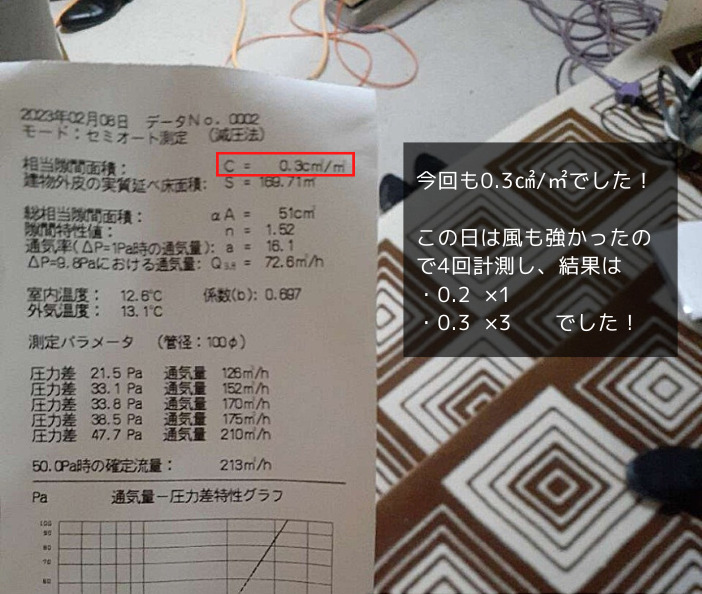 2023年02月08日 データNo. 0002
モード：セミオート測定 （減圧法）
相当隙間面積： C = 0.3c㎡/㎡
建物外皮の実質延べ床面積： S = 169.71㎡
総相当隙間面積： αA = 51c㎡
隙間特性値： n = 1.52
通気率(ΔP=1Pa時の通気量)： a = 16.1
ΔP=9.8Paにおける通気量： Q9.8 = 72.6㎥/h
室内温度： 12.6℃ 係数(b): 0.697
外気温度： 13.1℃
測定パラメータ （管径：100φ）
圧力差 21.5 Pa 通気量 126㎥/h
圧力差 33.1 Pa 通気量 152㎥/h
圧力差 33.8 Pa 通気量 170㎥/h
圧力差 38.5 Pa 通気量 175㎥/h
圧力差 47.7 Pa 通気量 210㎥/h
50.0Pa時の確定流量： 213㎥/h
Pa 通気量－圧力差特性グラフ
100
90
80
70
60
今回も0.3c㎡/㎡でした！
この日は風も強かったの
で4回計測し、結果は
・0.2 ×1
・0.3 ×3 でした！